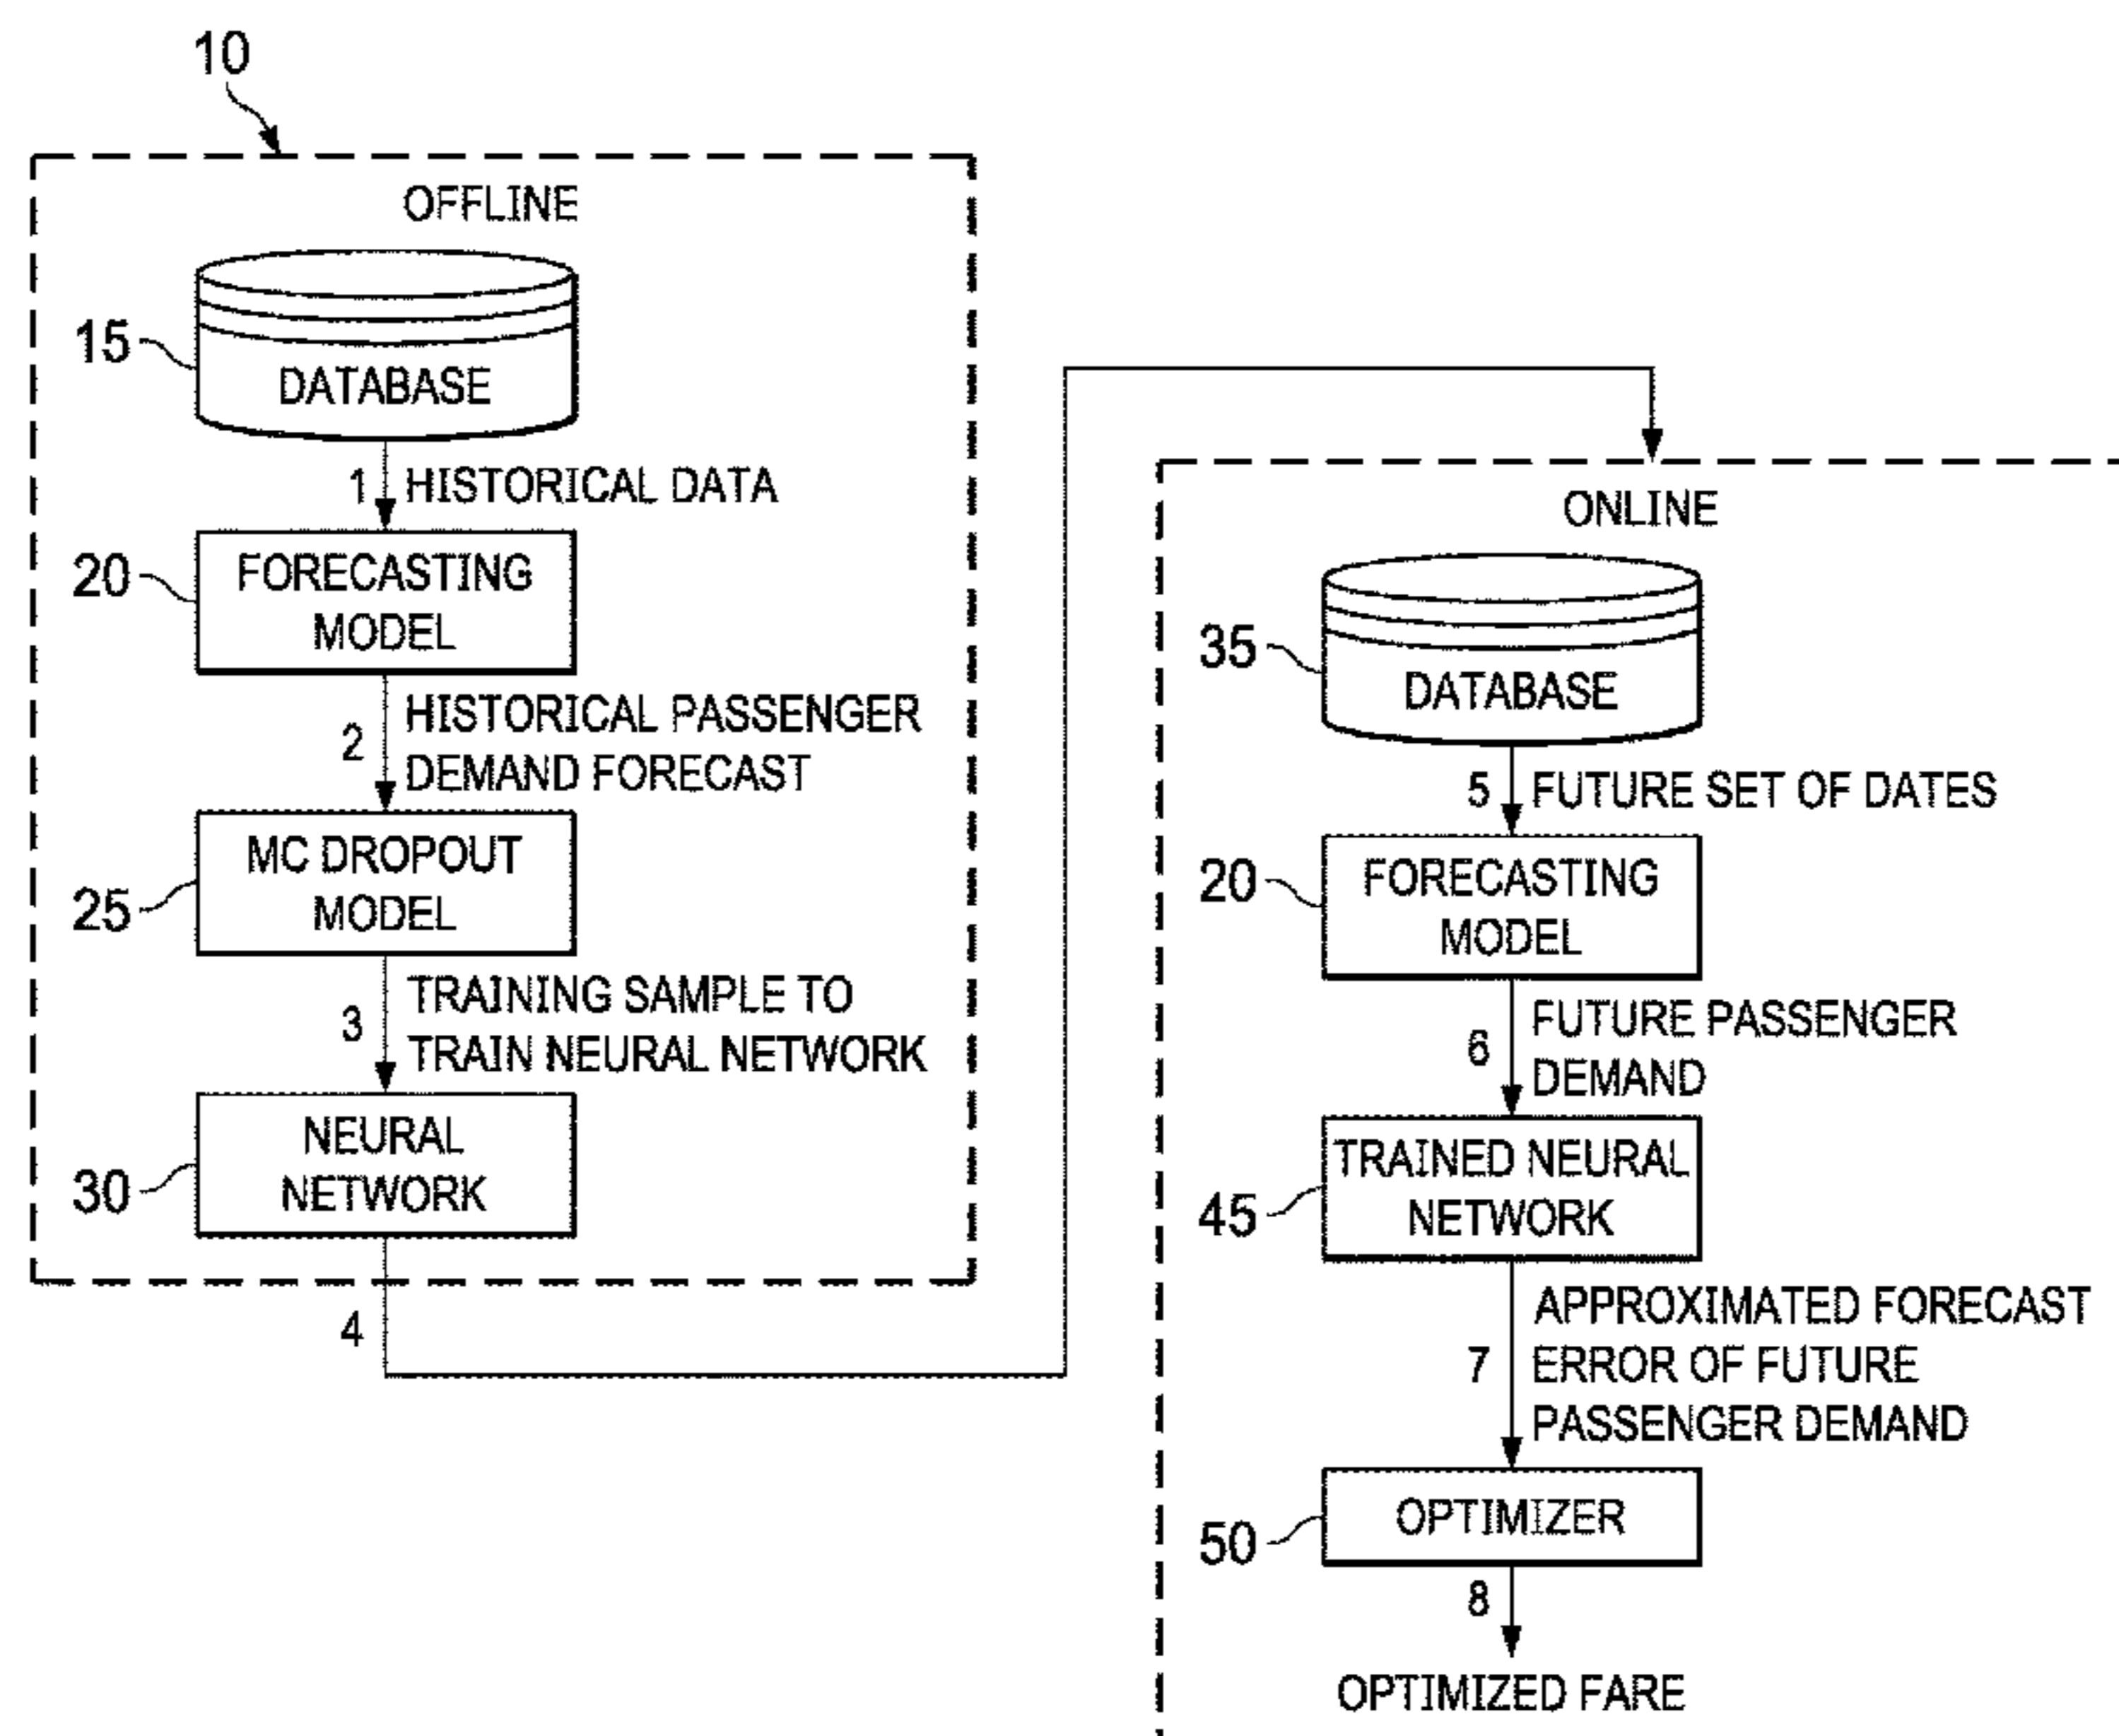 10
OFFLINE
15
DATABASE
1 HISTORICAL DATA
20
FORECASTING
MODEL
2
HISTORICAL PASSENGER
DEMAND FORECAST
25
MC DROPOUT
MODEL
3
TRAINING SAMPLE TO
TRAIN NEURAL NETWORK
30
NEURAL
NETWORK
4
ONLINE
35
DATABASE
5 FUTURE SET OF DATES
20
FORECASTING
MODEL
6
FUTURE PASSENGER
DEMAND
45
TRAINED NEURAL
NETWORK
7
APPROXIMATED FORECAST
ERROR OF FUTURE
PASSENGER DEMAND
50
OPTIMIZER
8
OPTIMIZED FARE